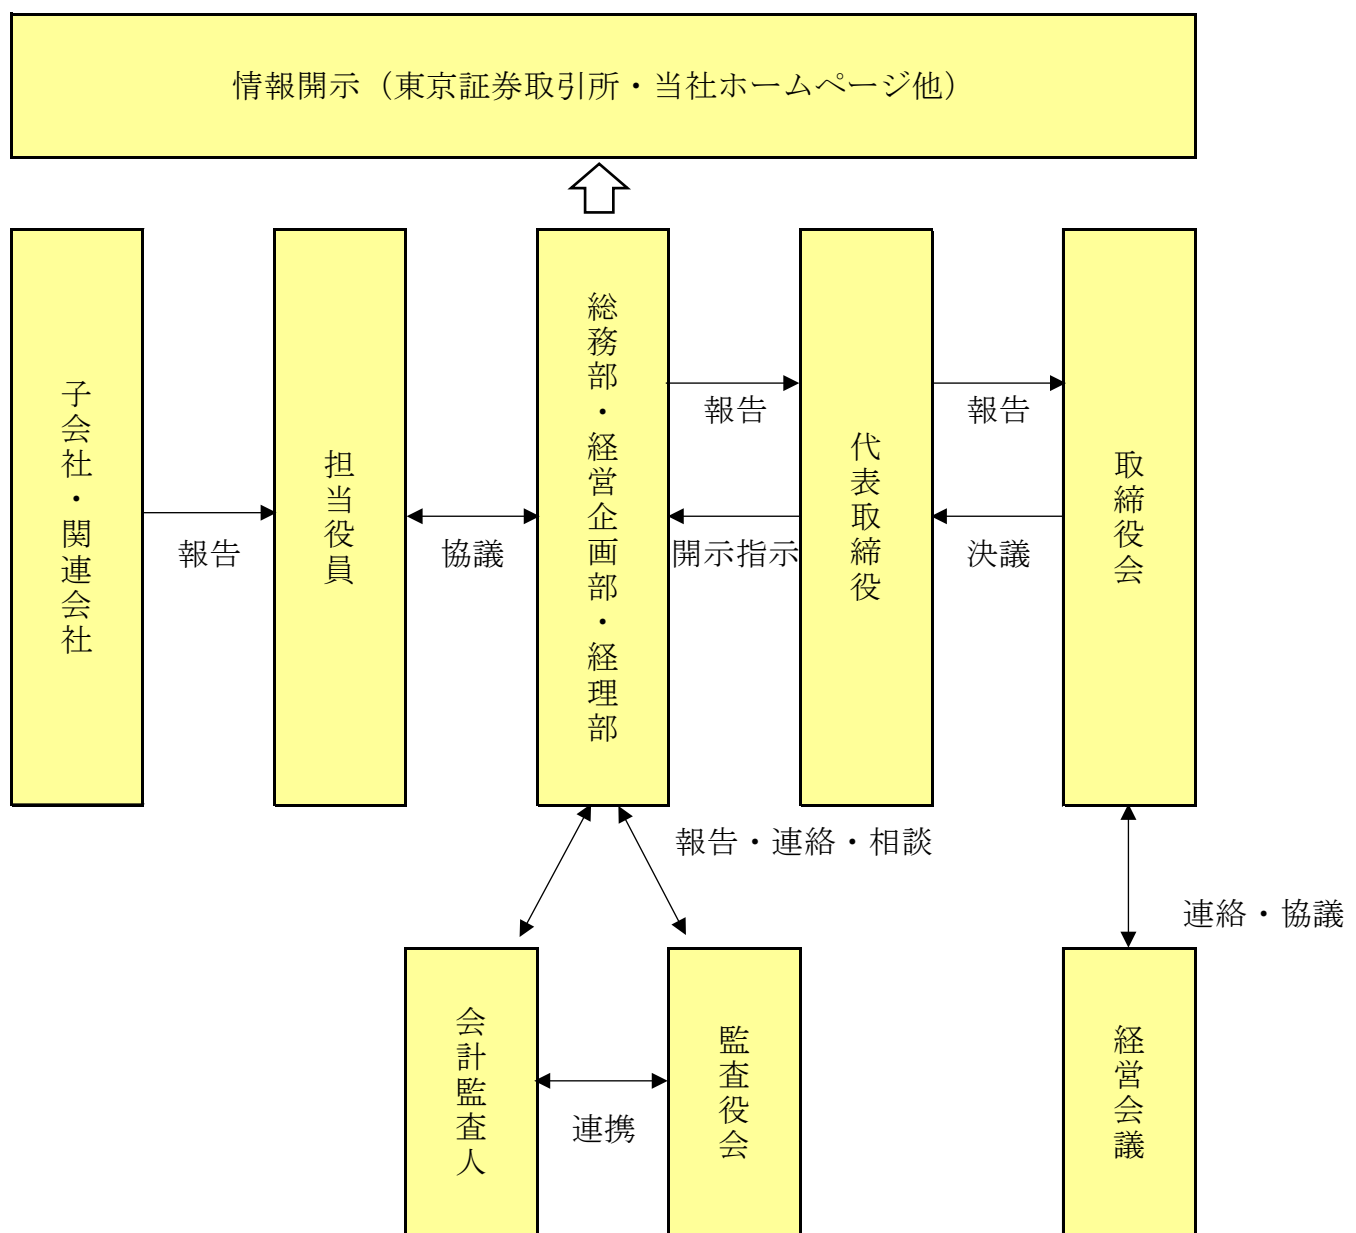 情報開示（東京証券取引所・当社ホームページ他）
子会社・関連会社
報告
担当役員
協議
総務部・経営企画部・経理部
報告
開示指示
代表取締役
報告
決議
取締役会
報告・連絡・相談
連絡・協議
会計監査人
連携
監査役会
経営会議